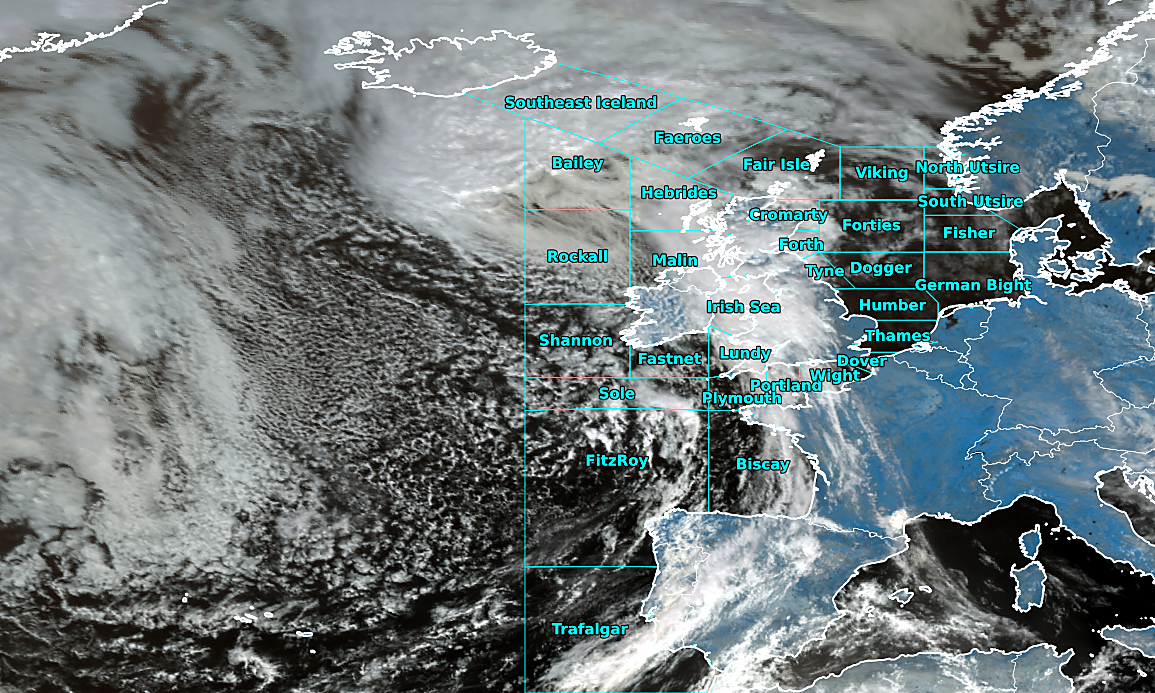 Southeast Iceland
Faeroes
Bailey
Fair Isle
Viking
North Utsire
Hebrides
South Utsire
Cromarty
Forties
Fisher
Forth
Rockall
Malin
Tyne
Dogger
German Bight
Irish Sea
Humber
Shannon
Thames
Fastnet
Lundy
Dover
Wight
Portland
Sole
Plymouth
FitzRoy
Biscay
Trafalgar